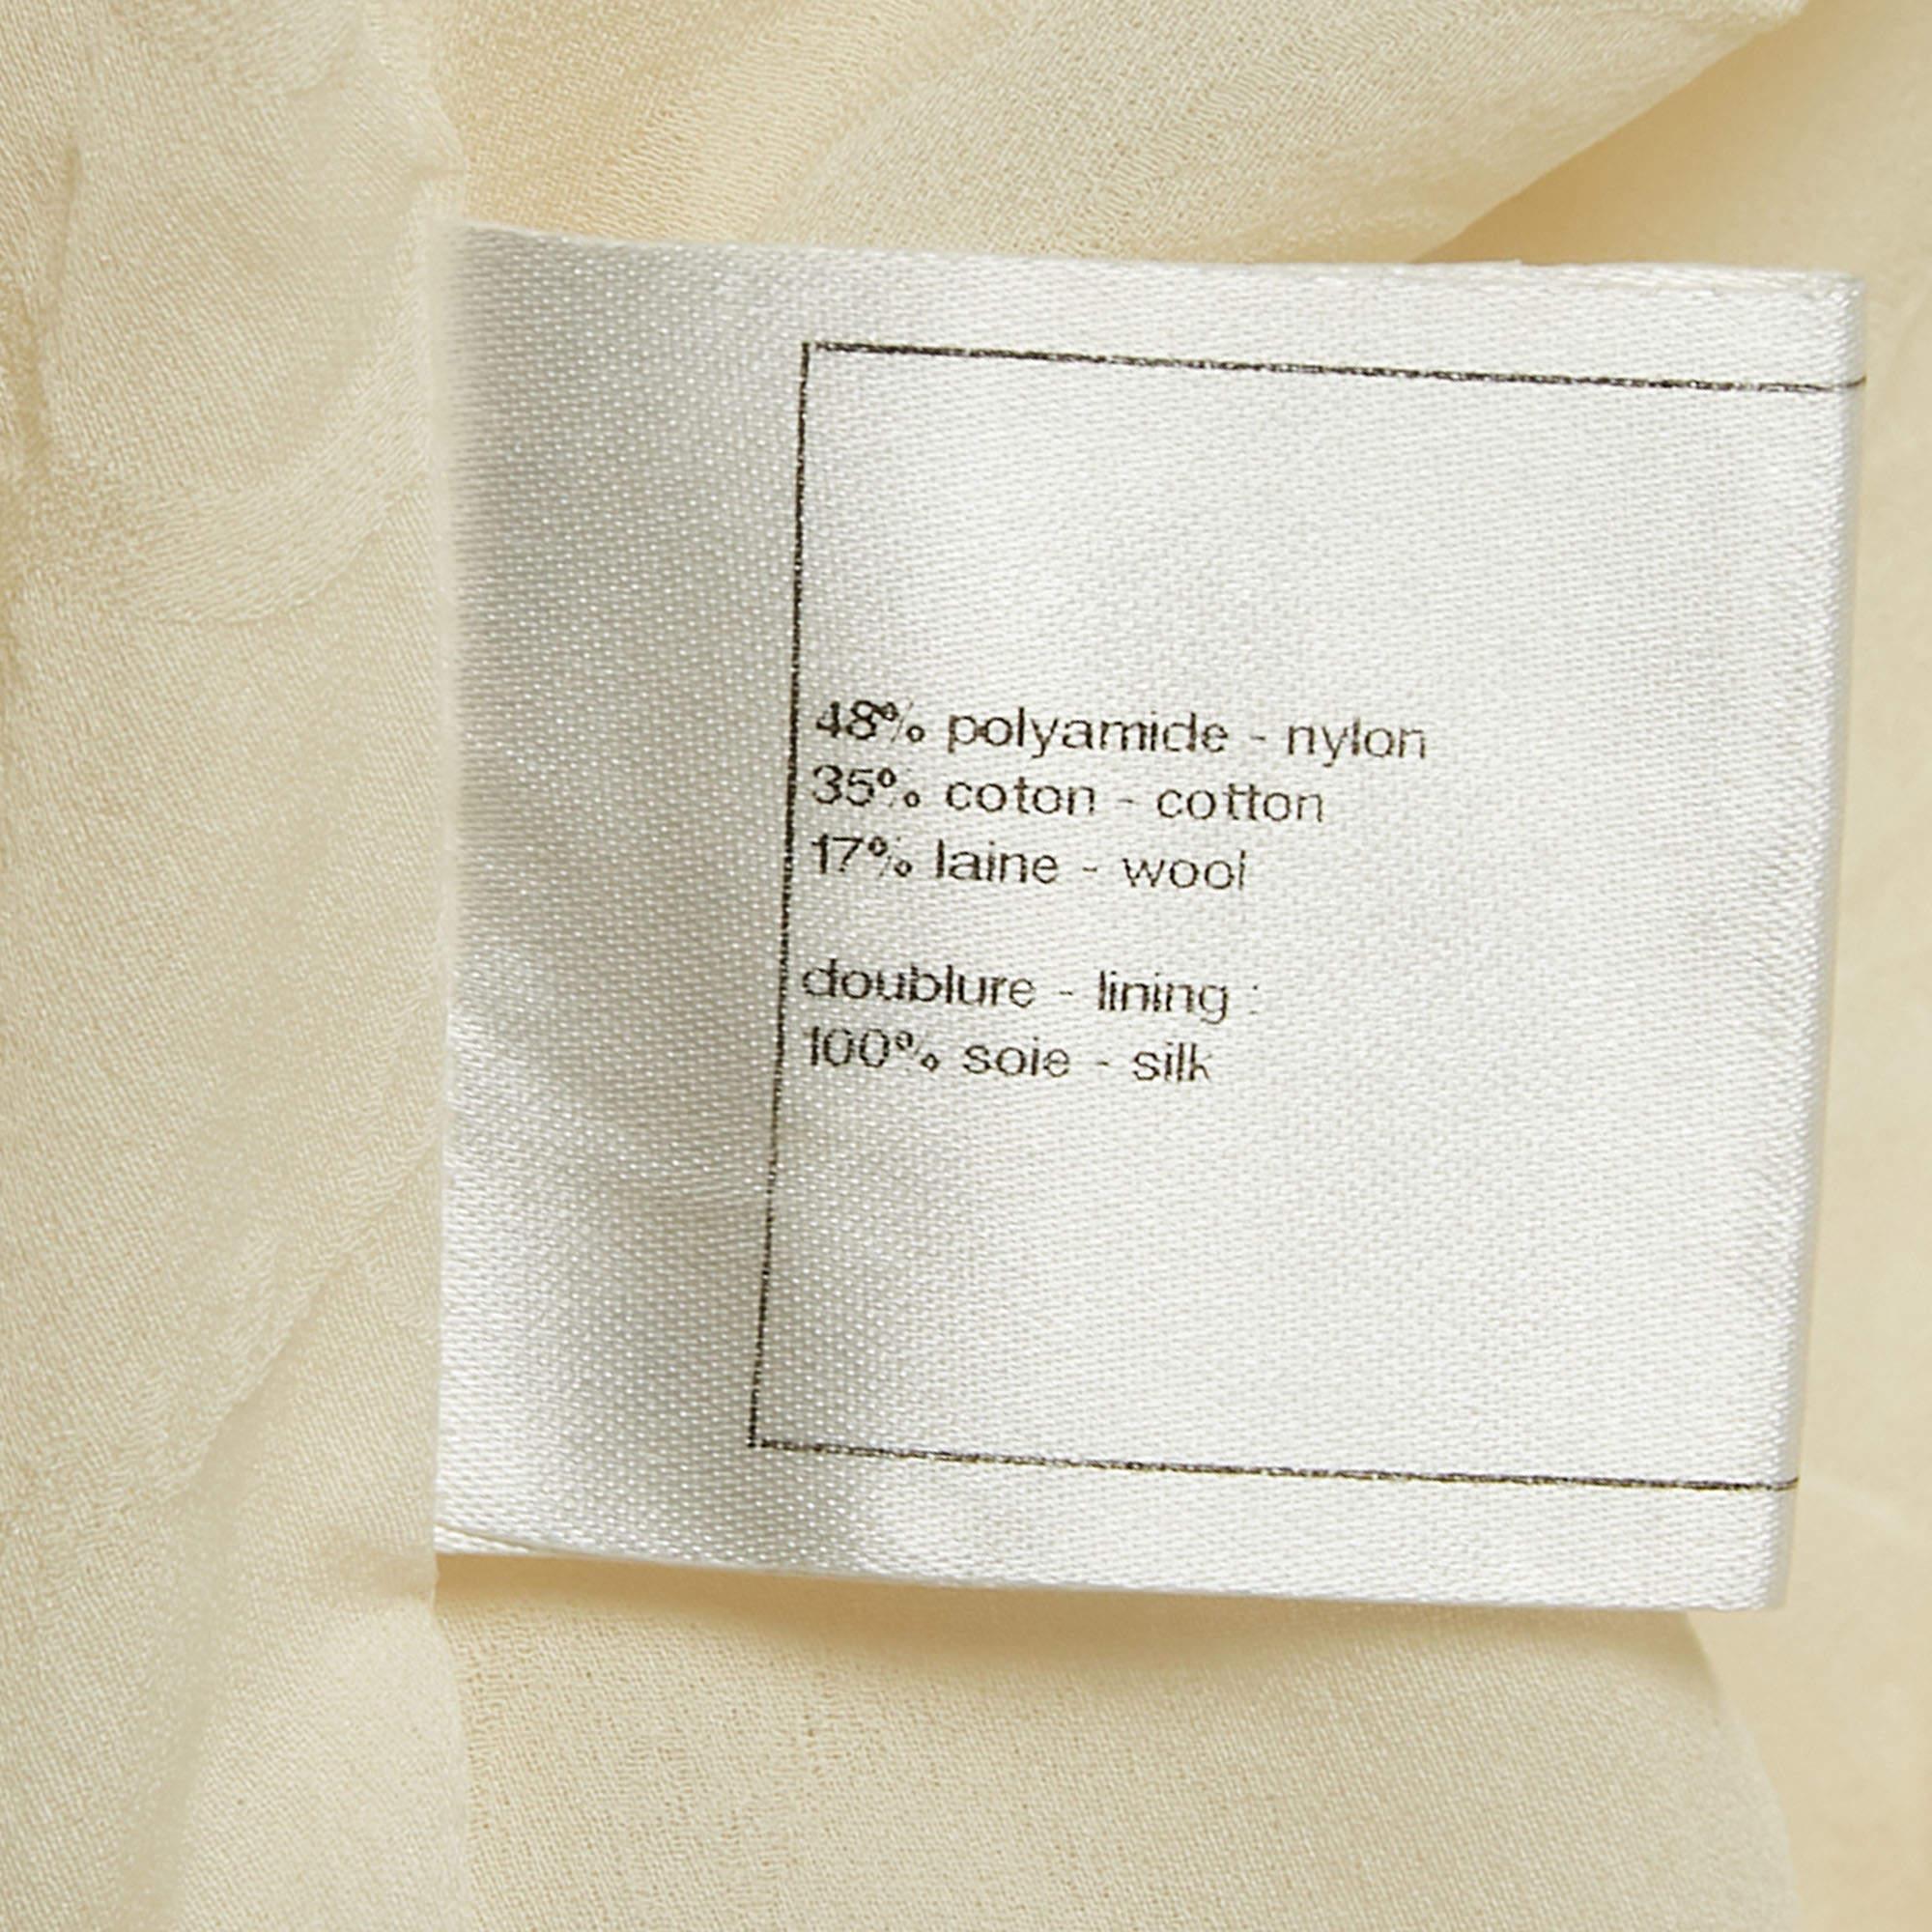 48% polyamide - nylon
35% coton - cotton
17% laine - wool
doublure - lining :
100% soie - silk